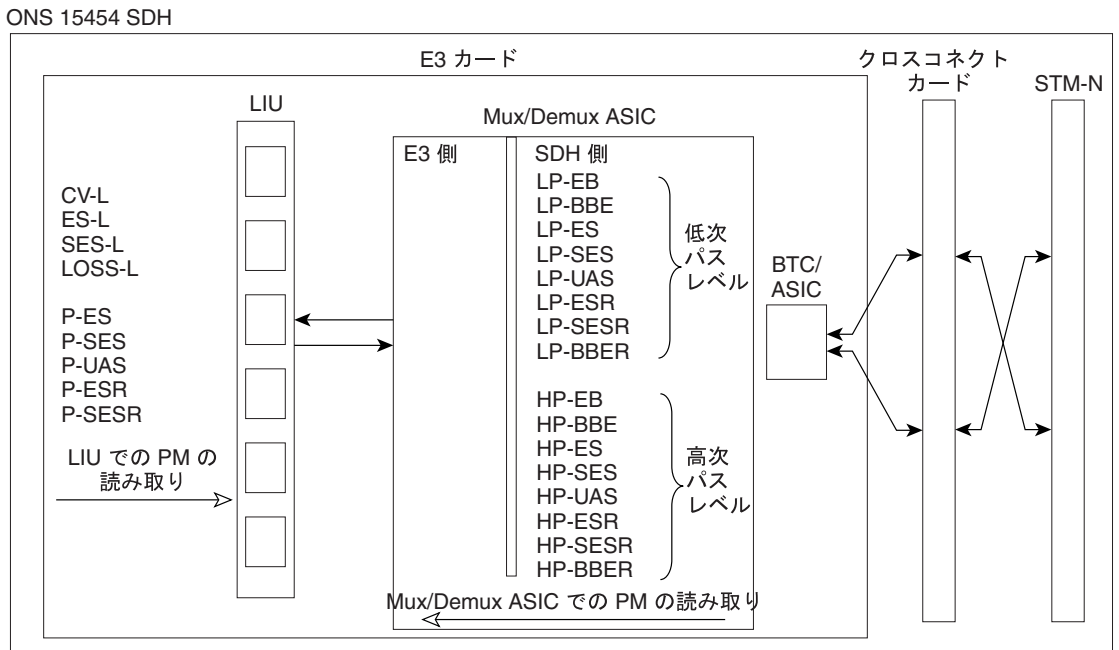 ONS 15454 SDH
E3 カード
クロスコネクト
カード
STM-N
LIU
Mux/Demux ASIC
E3 側
SDH 側
CV-L
ES-L
SES-L
LOSS-L
P-ES
P-SES
P-UAS
P-ESR
P-SESR
LIU での PM の
読み取り
LP-EB
LP-BBE
LP-ES
LP-SES
LP-UAS
LP-ESR
LP-SESR
LP-BBER
低次
パス
レベル
HP-EB
HP-BBE
HP-ES
HP-SES
HP-UAS
HP-ESR
HP-SESR
HP-BBER
高次
パス
レベル
Mux/Demux ASIC での PM の読み取り
BTC/
ASIC